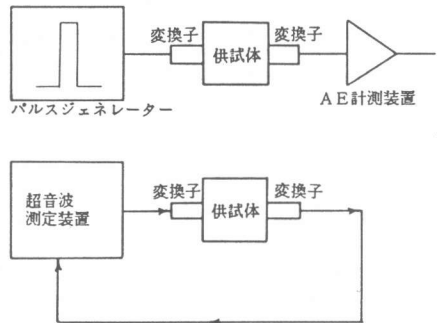 変換子
変換子
供試体
パルスジェネレーター
ＡＥ計測装置
変換子
変換子
超音波
測定装置
供試体